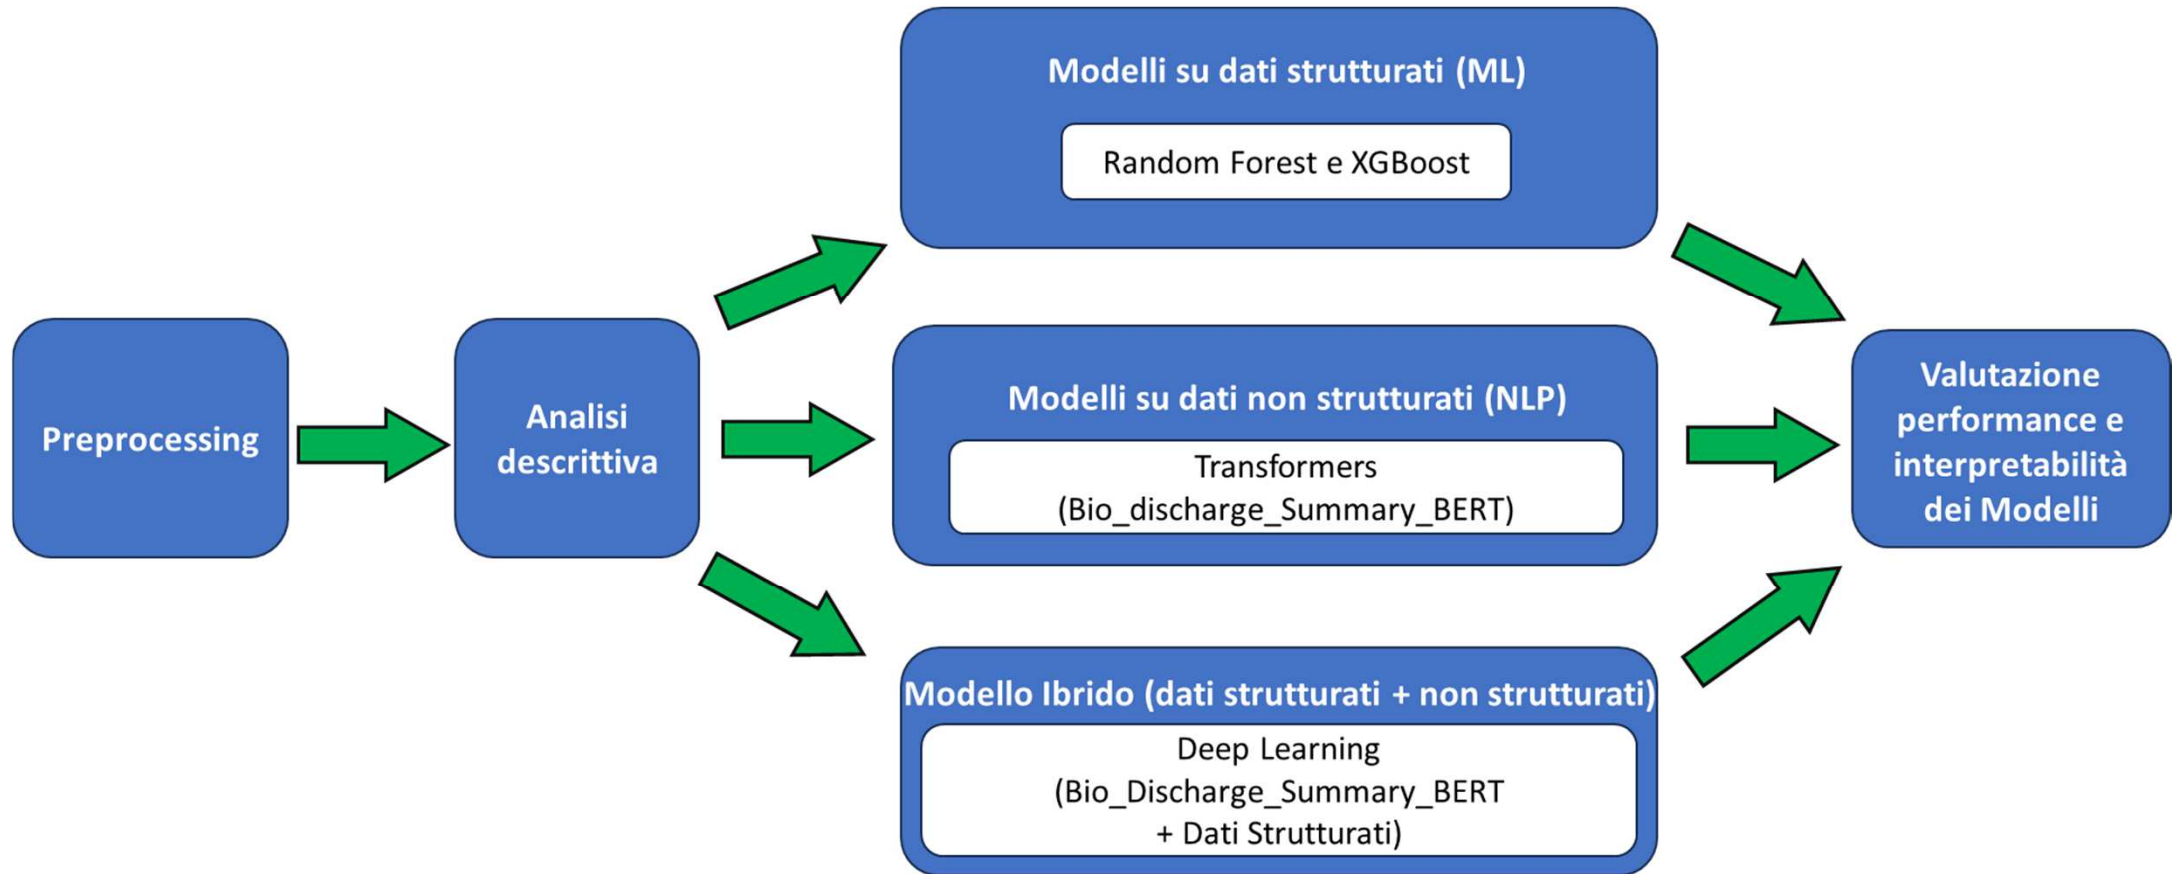 Preprocessing
Analisi
descrittiva
Modelli su dati strutturati (ML)
Random Forest e XGBoost
Modelli su dati non strutturati (NLP)
Transformers
(Bio_discharge_Summary_BERT)
Modello Ibrido (dati strutturati + non strutturati)
Deep Learning
(Bio_Discharge_Summary_BERT
+ Dati Strutturati)
Valutazione
performance e
interpretabilità
dei Modelli